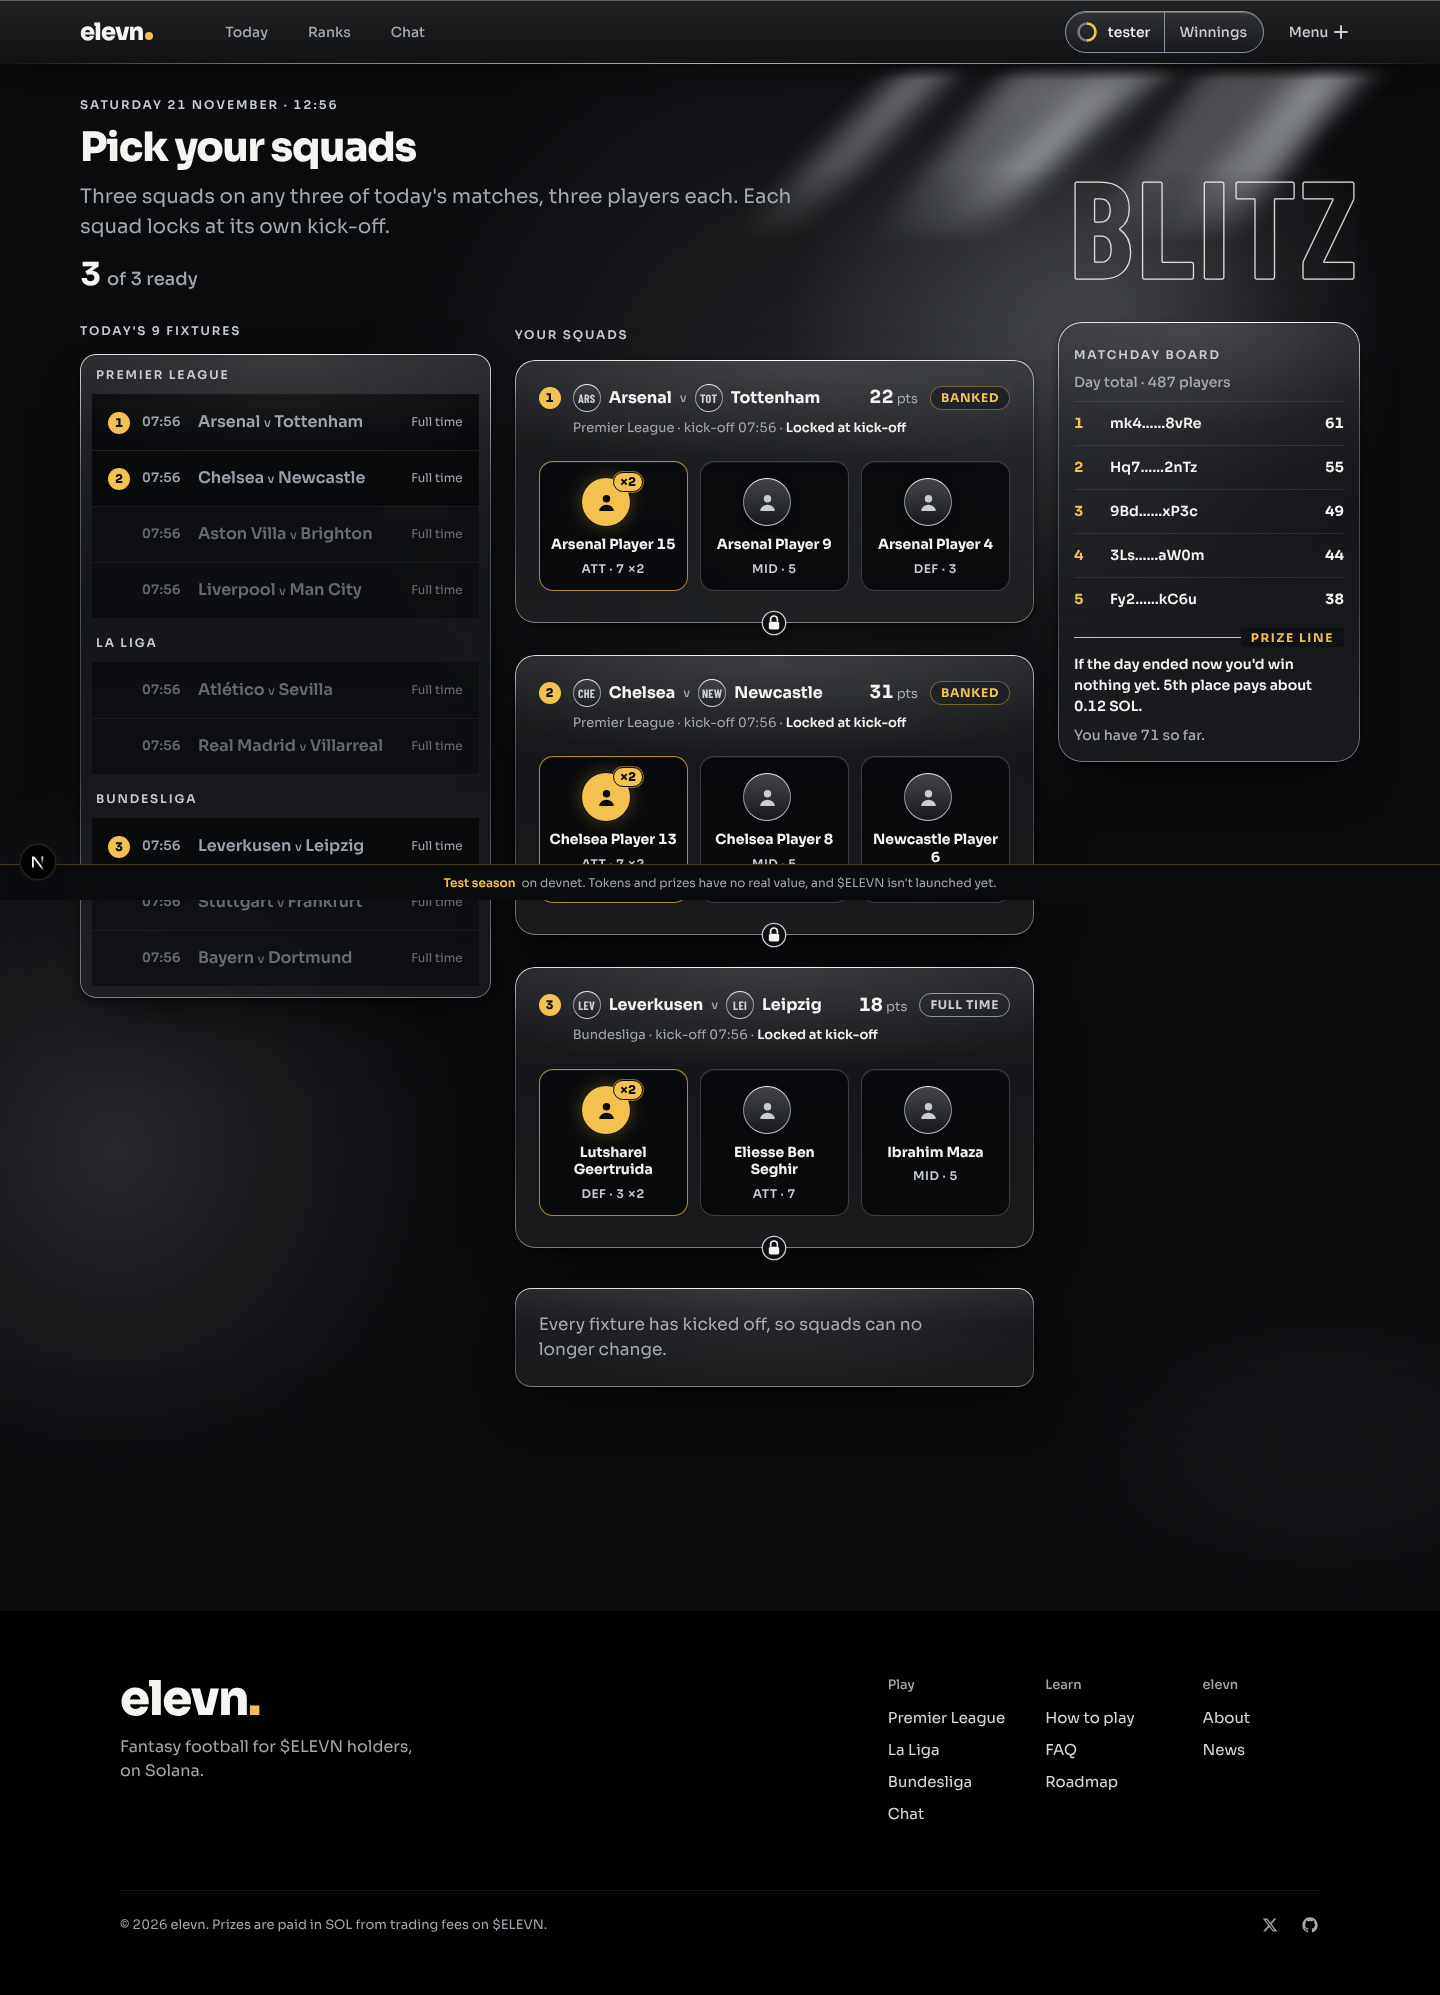 elevn.
Today
Ranks
Chat
tester
Winnings
Menu
SATURDAY 21 NOVEMBER · 12:56
Pick your squads
Three squads on any three of today's matches, three players each. Each
squad locks at its own kick-off.
3 of 3 ready
BLITZ
TODAY'S 9 FIXTURES
PREMIER LEAGUE
1 07:56 Arsenal v Tottenham Full time
2 07:56 Chelsea v Newcastle Full time
07:56 Aston Villa v Brighton Full time
07:56 Liverpool v Man City Full time
LA LIGA
07:56 Atlético v Sevilla Full time
07:56 Real Madrid v Villarreal Full time
BUNDESLIGA
3 07:56 Leverkusen v Leipzig Full time
07:56 Stuttgart v Frankfurt Full time
07:56 Bayern v Dortmund Full time
YOUR SQUADS
1 ARS Arsenal v TOT Tottenham 22 pts BANKED
Premier League · kick-off 07:56 · Locked at kick-off
×2
Arsenal Player 15
ATT · 7 ×2
Arsenal Player 9
MID · 5
Arsenal Player 4
DEF · 3
2 CHE Chelsea v NEW Newcastle 31 pts BANKED
Premier League · kick-off 07:56 · Locked at kick-off
×2
Chelsea Player 13
ATT · 7 ×2
Chelsea Player 8
MID · 5
Newcastle Player
6
3 LEV Leverkusen v LEI Leipzig 18 pts FULL TIME
Bundesliga · kick-off 07:56 · Locked at kick-off
×2
Lutsharel
Geertruida
DEF · 3 ×2
Eliesse Ben
Seghir
ATT · 7
Ibrahim Maza
MID · 5
Every fixture has kicked off, so squads can no
longer change.
MATCHDAY BOARD
Day total · 487 players
1 mk4……8vRe 61
2 Hq7……2nTz 55
3 9Bd……xP3c 49
4 3Ls……aW0m 44
5 Fy2……kC6u 38
PRIZE LINE
If the day ended now you'd win
nothing yet. 5th place pays about
0.12 SOL.
You have 71 so far.
N
Test season on devnet. Tokens and prizes have no real value, and $ELEVN isn't launched yet.
elevn.
Fantasy football for $ELEVN holders,
on Solana.
Play
Premier League
La Liga
Bundesliga
Chat
Learn
How to play
FAQ
Roadmap
elevn
About
News
© 2026 elevn. Prizes are paid in SOL from trading fees on $ELEVN.